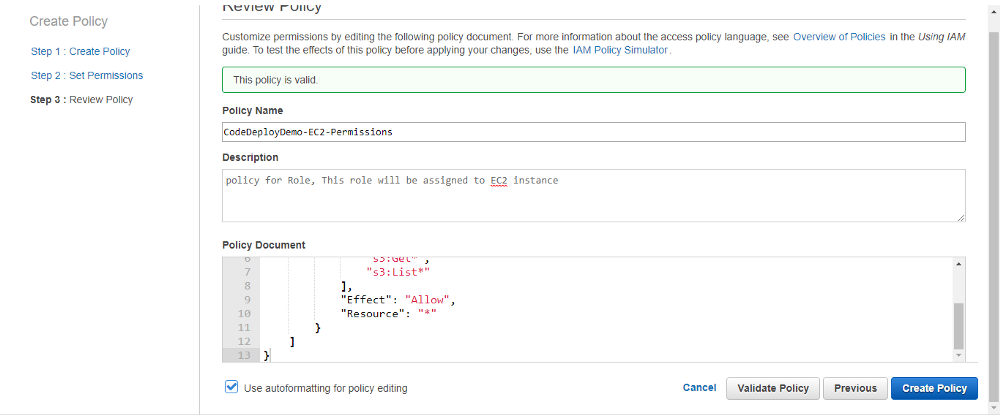 Review Policy
Create Policy
Step 1 : Create Policy
Step 2 : Set Permissions
Step 3 : Review Policy
Customize permissions by editing the following policy document. For more information about the access policy language, see Overview of Policies in the Using IAM
guide. To test the effects of this policy before applying your changes, use the IAM Policy Simulator.
This policy is valid.
Policy Name
CodeDeployDemo-EC2-Permissions
Description
policy for Role, This role will be assigned to EC2 instance
Policy Document
6 "s3:Get*",
7 "s3:List*"
8 ],
9 "Effect": "Allow",
10 "Resource": "*"
11 }
12 ]
13 }
Use autoformatting for policy editing
Cancel
Validate Policy
Previous
Create Policy